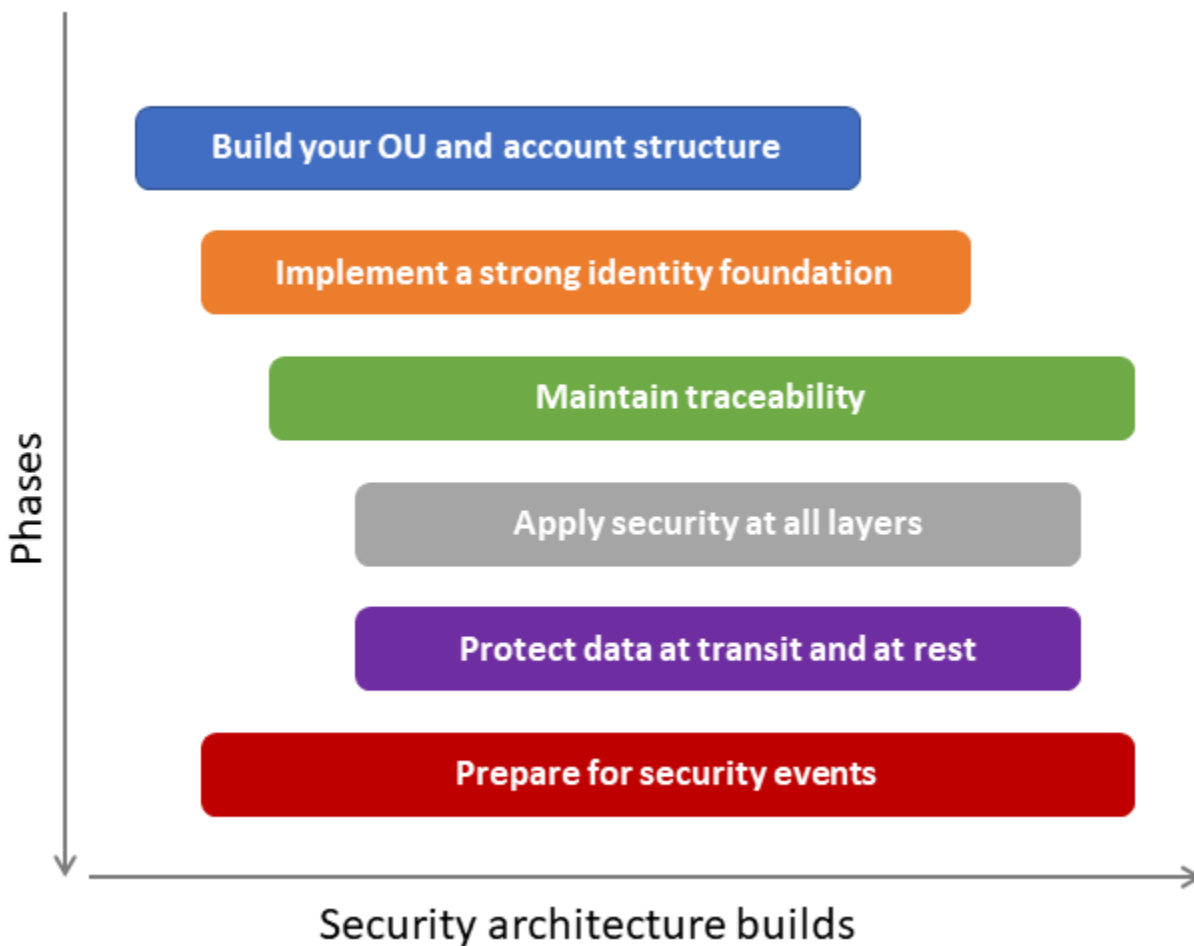 Build your OU and account structure
Implement a strong identity foundation
Maintain traceability
Apply security at all layers
Protect data at transit and at rest
Prepare for security events
Phases
Security architecture builds